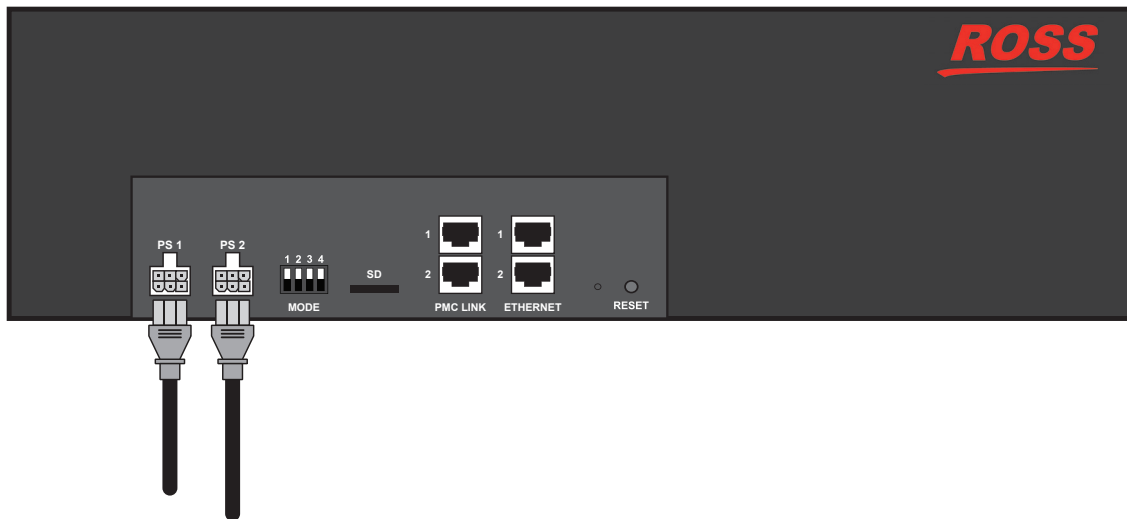 ROSS
PS 1 PS 2
1 2 3 4
MODE
SD
1
2
PMC LINK
1
2
ETHERNET
RESET